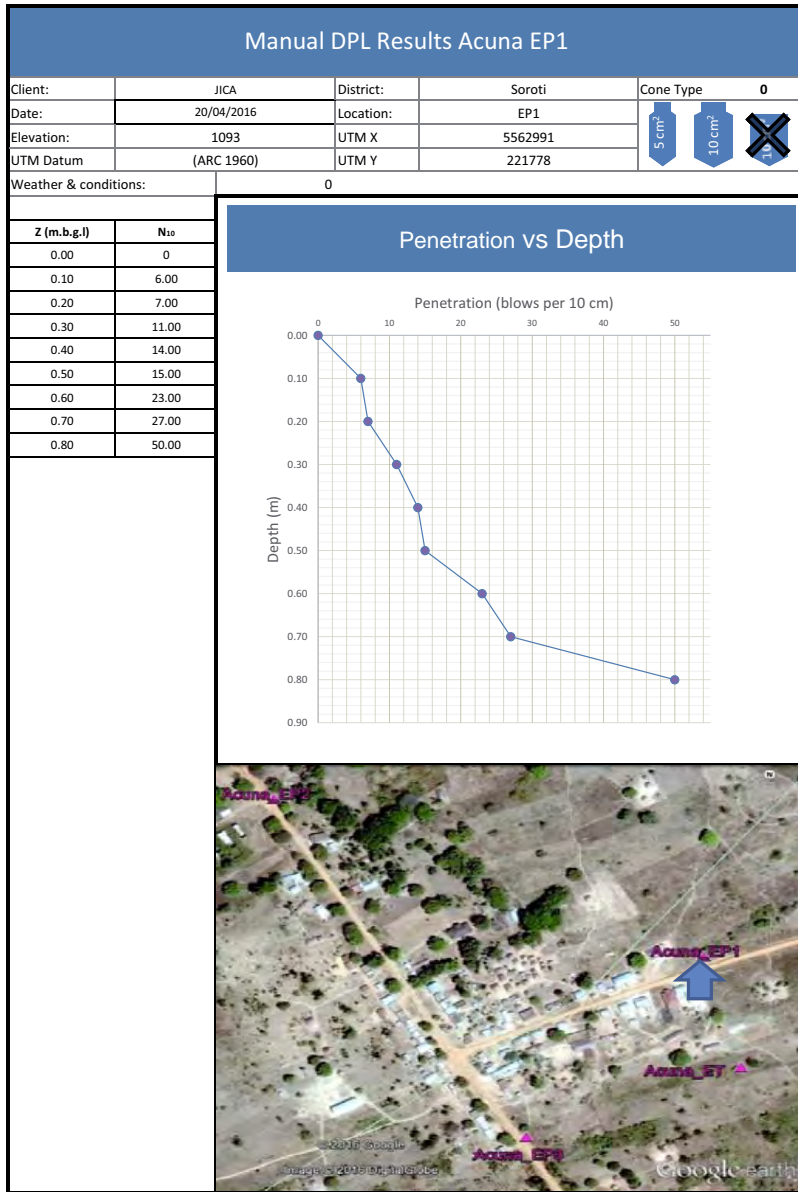 Manual DPL Results Acuna EP1
Client: JICA District: Soroti Cone Type 0
Date: 20/04/2016 Location: EP1
Elevation: 1093 UTM X 5562991
UTM Datum (ARC 1960) UTM Y 221778
5 cm²
10 cm²
Weather & conditions: 0
Z (m.b.g.l) N₁₀
0.00 0
0.10 6.00
0.20 7.00
0.30 11.00
0.40 14.00
0.50 15.00
0.60 23.00
0.70 27.00
0.80 50.00
Penetration vs Depth
Penetration (blows per 10 cm)
0 10 20 30 40 50
0.00
0.10
0.20
0.30
0.40
0.50
0.60
0.70
0.80
0.90
Depth (m)
N
Acuna_EP2
Acuna_EP1
Acuna_ET
Acuna_EP3
© 2016 Google
Image © 2016 DigitalGlobe
Google earth